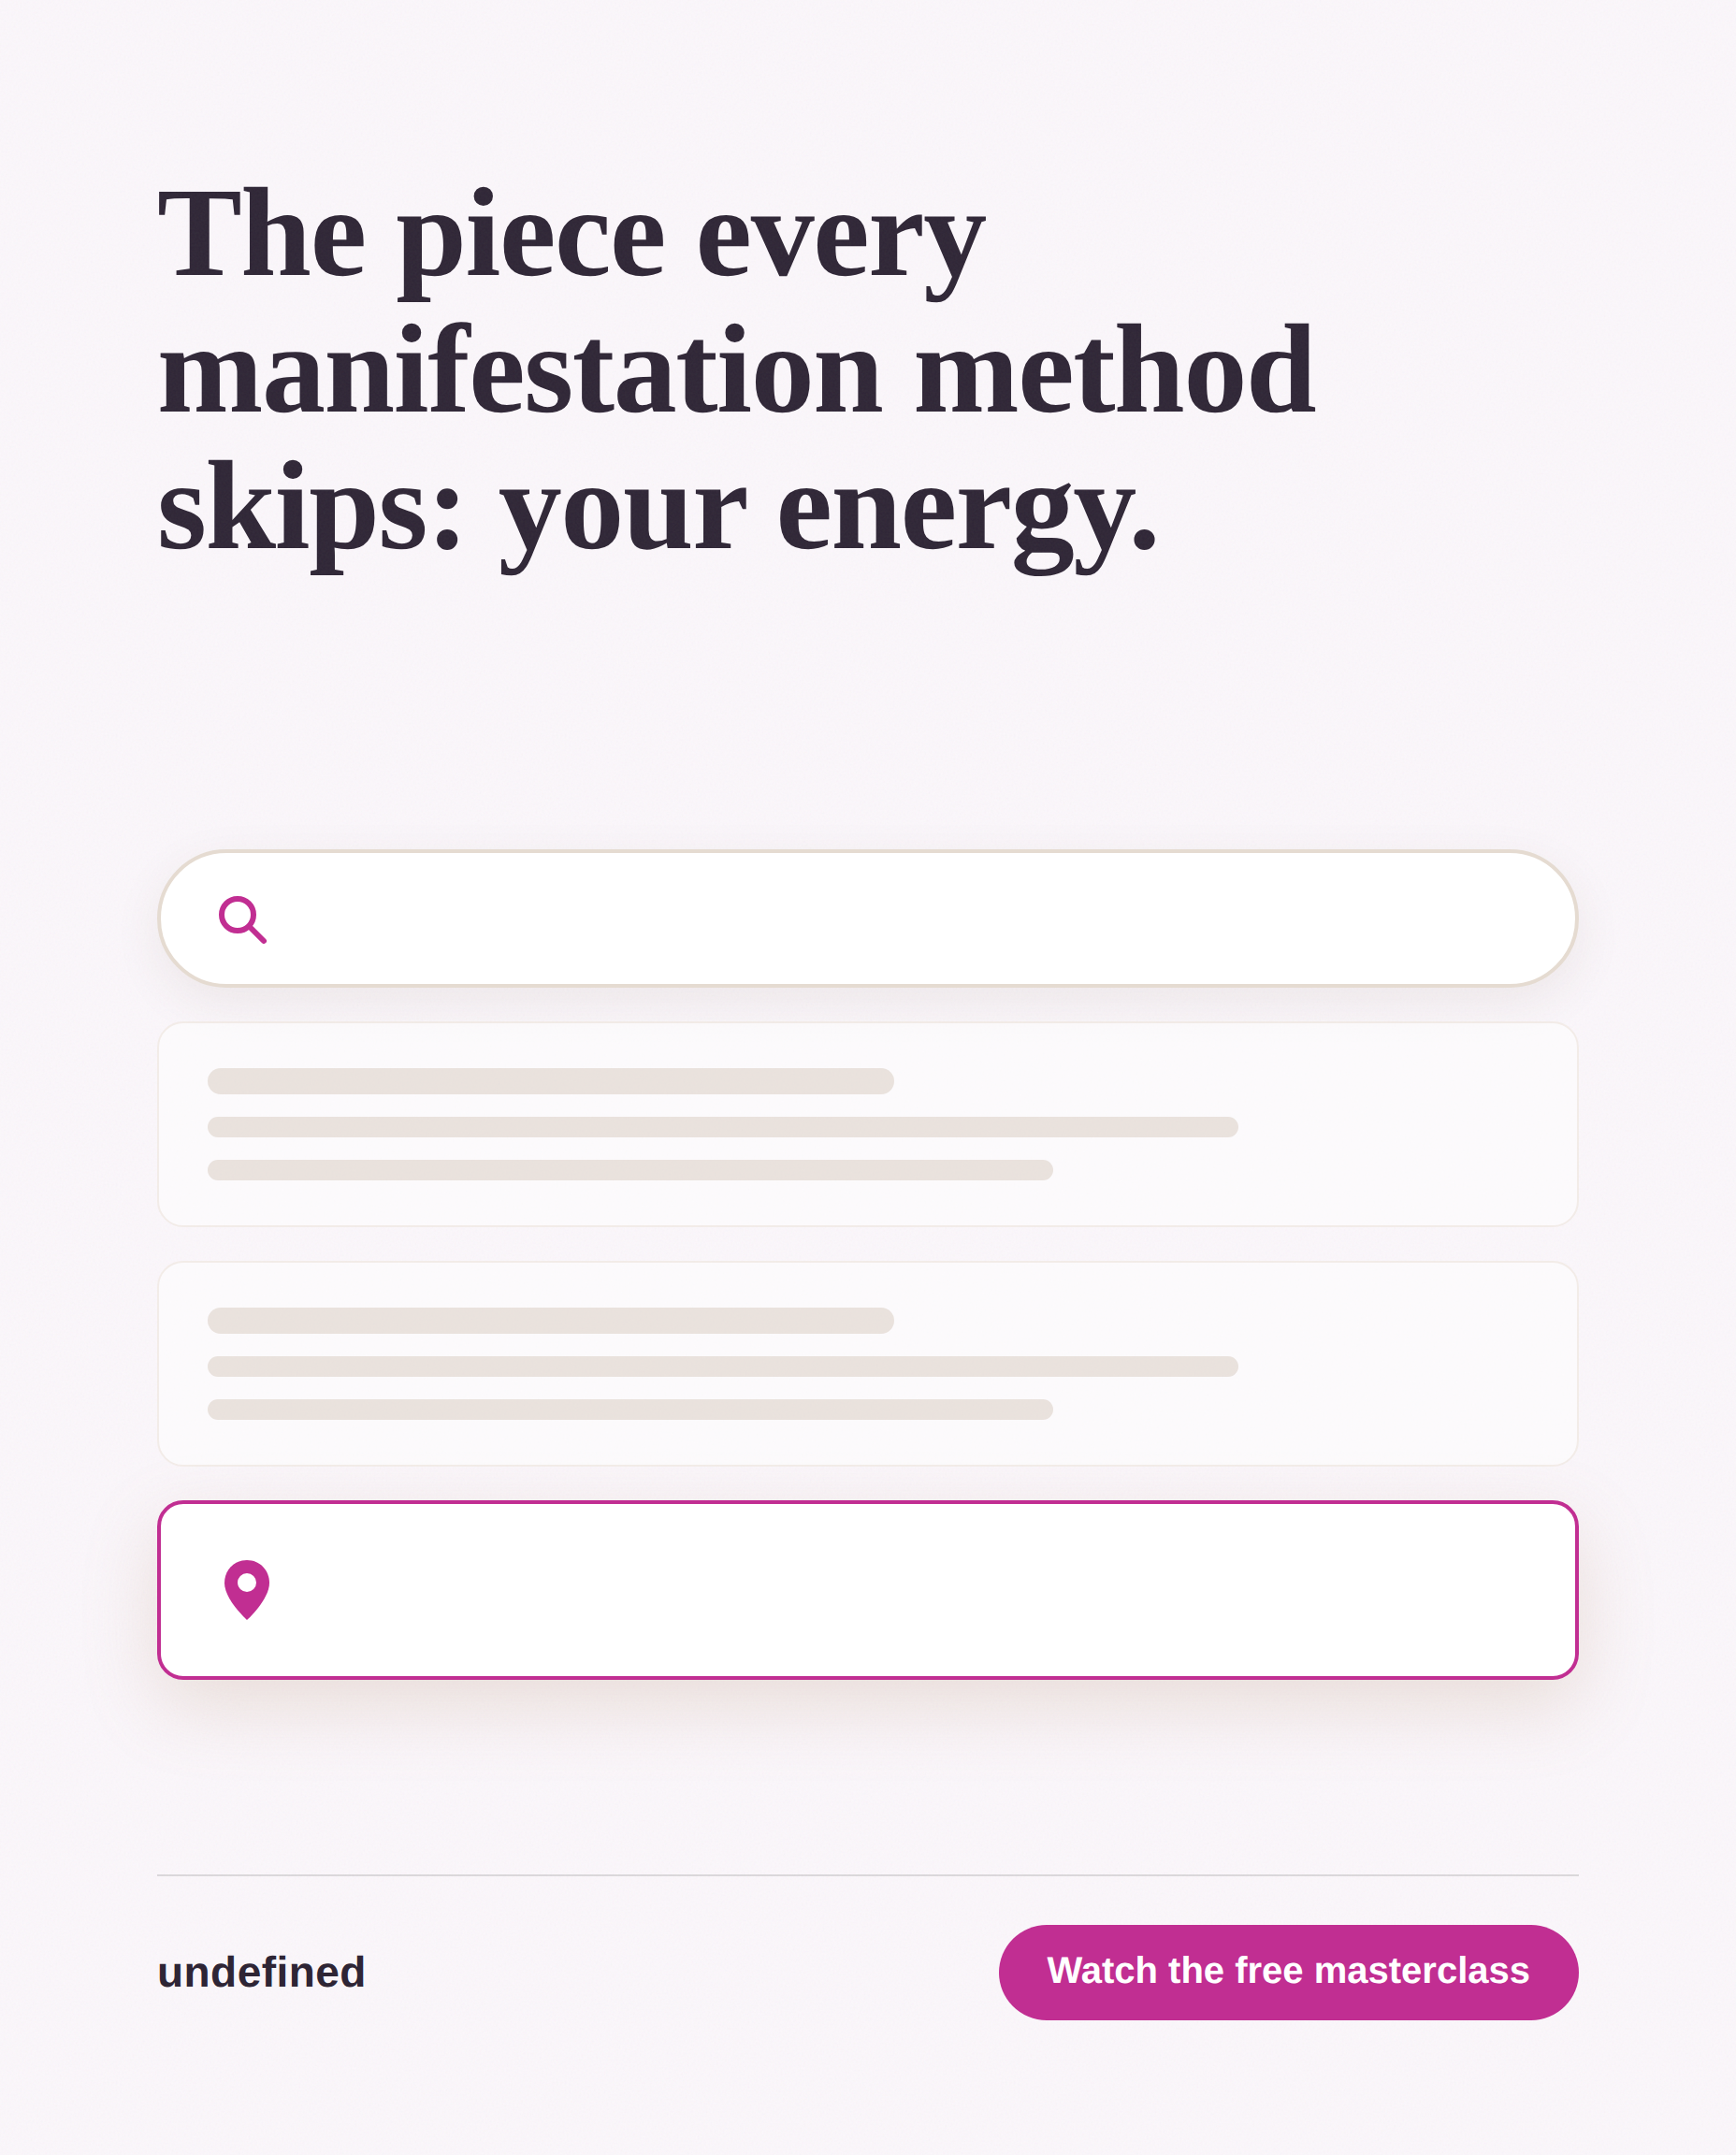 The piece every
manifestation method
skips: your energy.
undefined
Watch the free masterclass